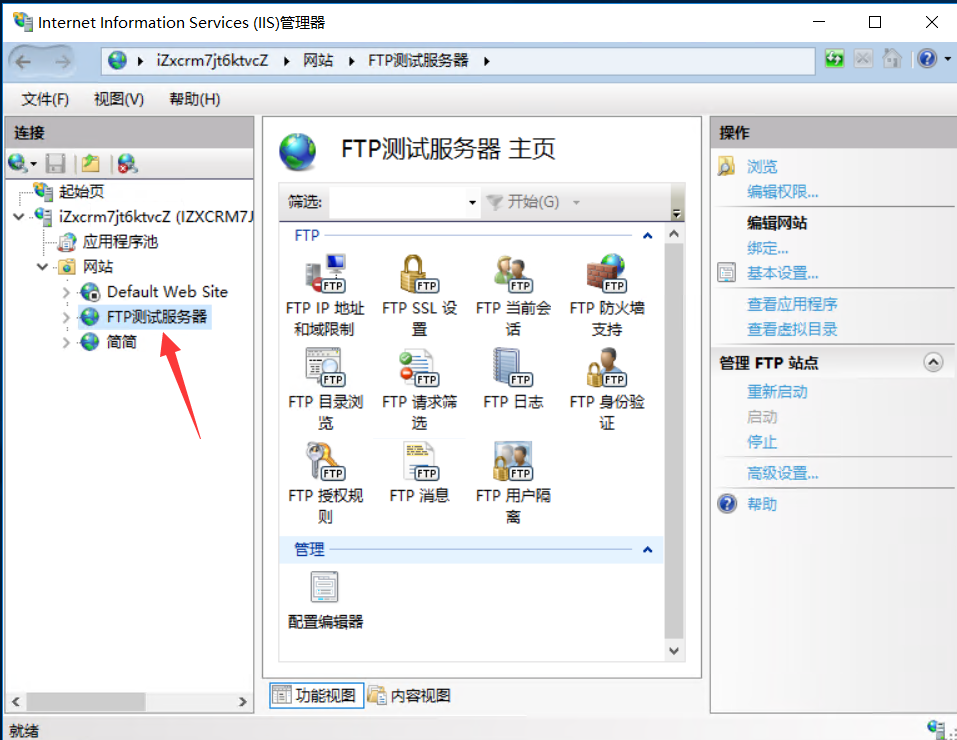 Internet Information Services (IIS)管理器
iZxcrm7jt6ktvcZ 网站 FTP测试服务器
文件(F) 视图(V) 帮助(H)
连接
起始页
iZxcrm7jt6ktvcZ (IZXCRM7J
应用程序池
网站
Default Web Site
FTP测试服务器
简简
FTP测试服务器 主页
筛选: 开始(G)
FTP
FTP IP 地址
和域限制
FTP SSL 设
置
FTP 当前会
话
FTP 防火墙
支持
FTP 目录浏
览
FTP 请求筛
选
FTP 日志
FTP 身份验
证
FTP 授权规
则
FTP 消息
FTP 用户隔
离
管理
配置编辑器
功能视图 内容视图
操作
浏览
编辑权限...
编辑网站
绑定...
基本设置...
查看应用程序
查看虚拟目录
管理 FTP 站点
重新启动
启动
停止
高级设置...
帮助
就绪